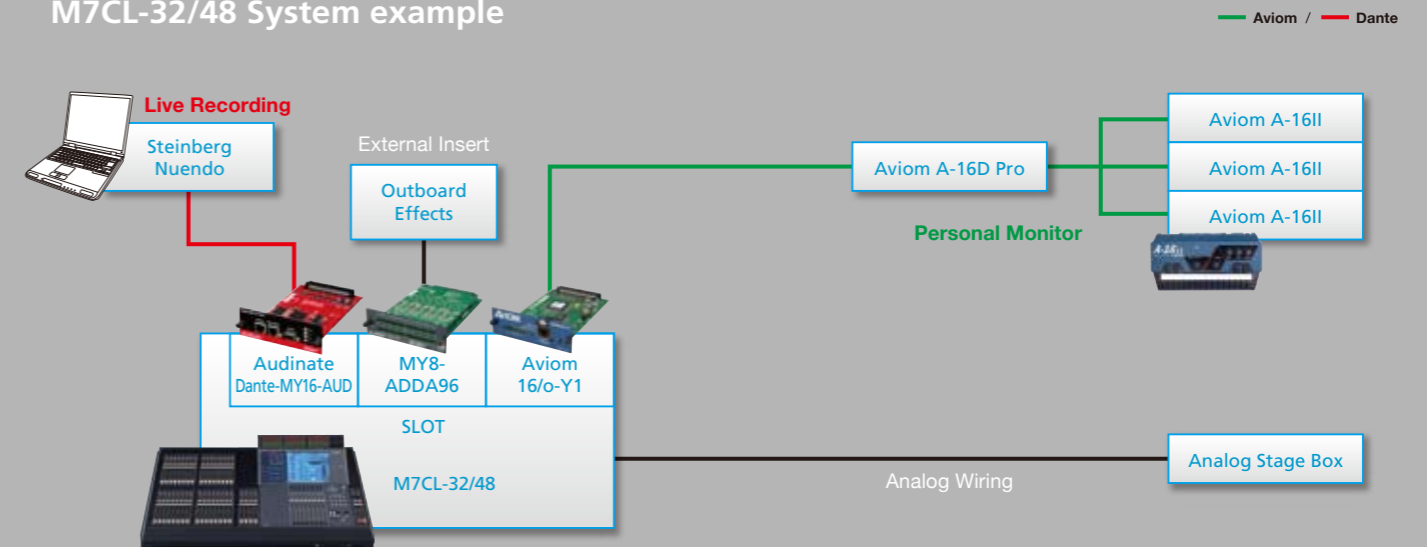 M7CL-32/48 System example
Aviom / Dante
Live Recording
Steinberg
Nuendo
External Insert
Outboard
Effects
Aviom A-16D Pro
Aviom A-16II
Aviom A-16II
Aviom A-16II
Personal Monitor
A-16II
Audinate
Dante-MY16-AUD
MY8-
ADDA96
AVIOM
Aviom
16/o-Y1
SLOT
M7CL-32/48
Analog Wiring
Analog Stage Box